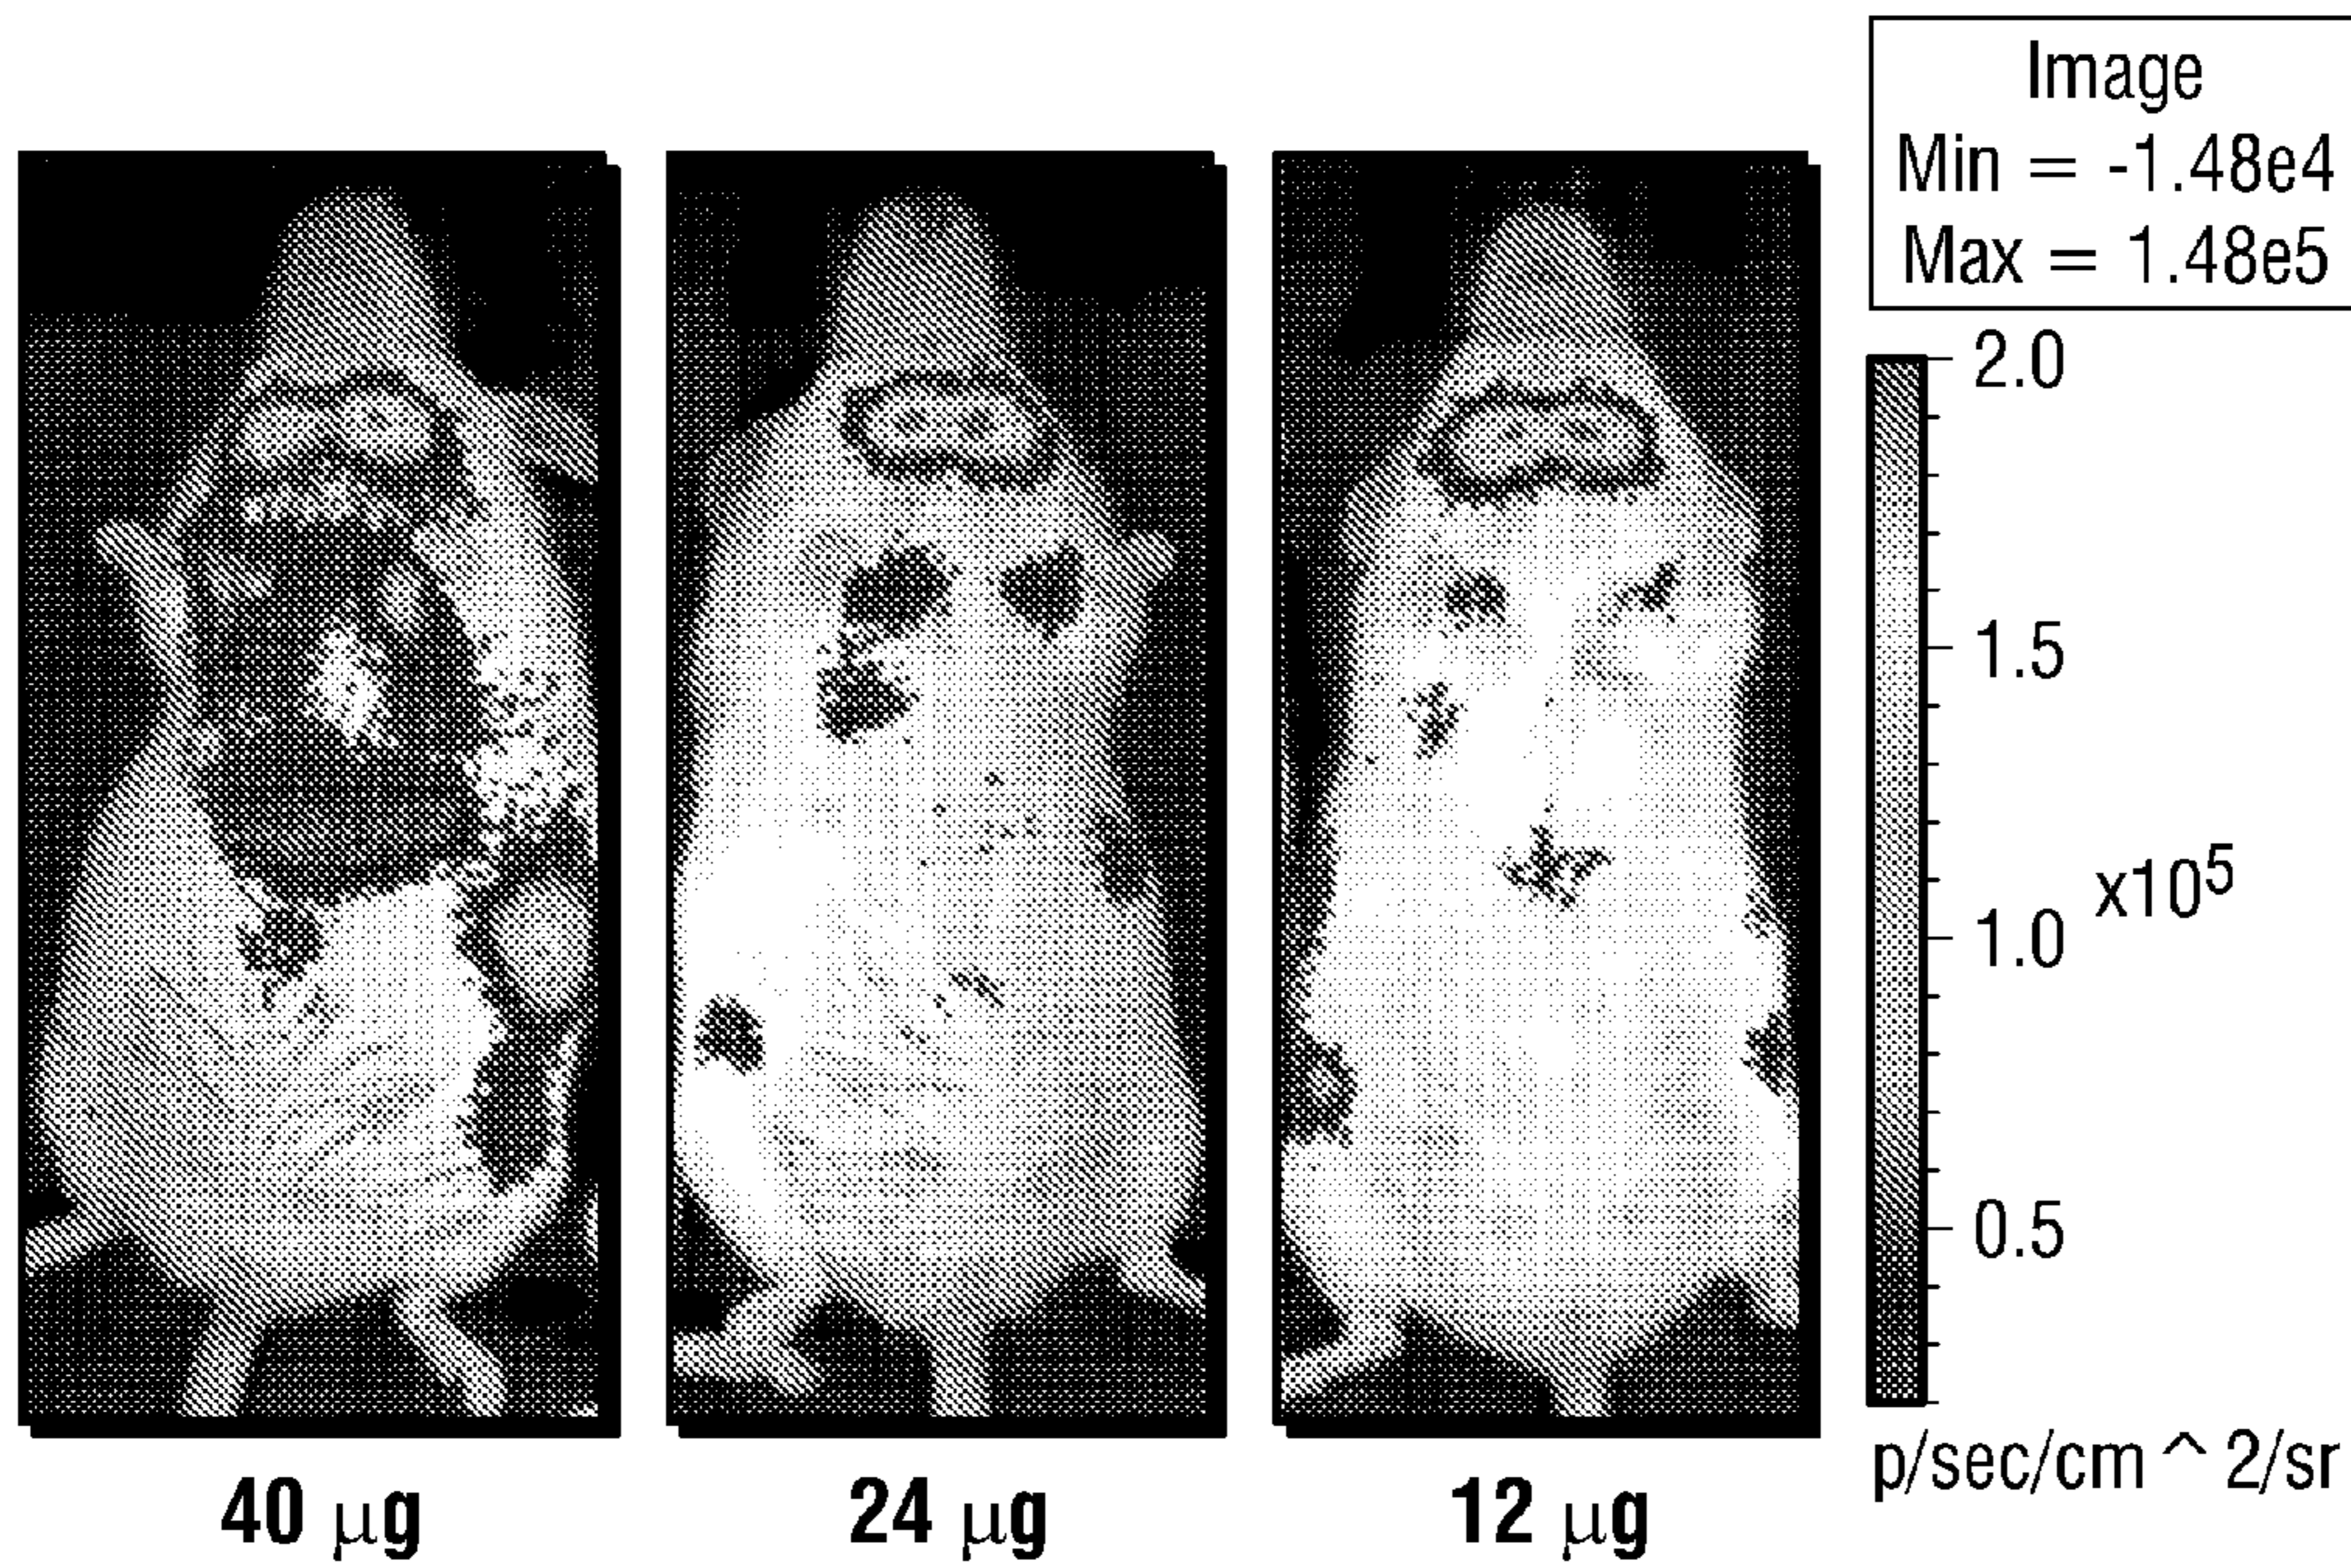 Image
Min = -1.48e4
Max = 1.48e5
2.0
1.5
1.0
x10^5
0.5
p/sec/cm ^ 2/sr
40 μg
24 μg
12 μg